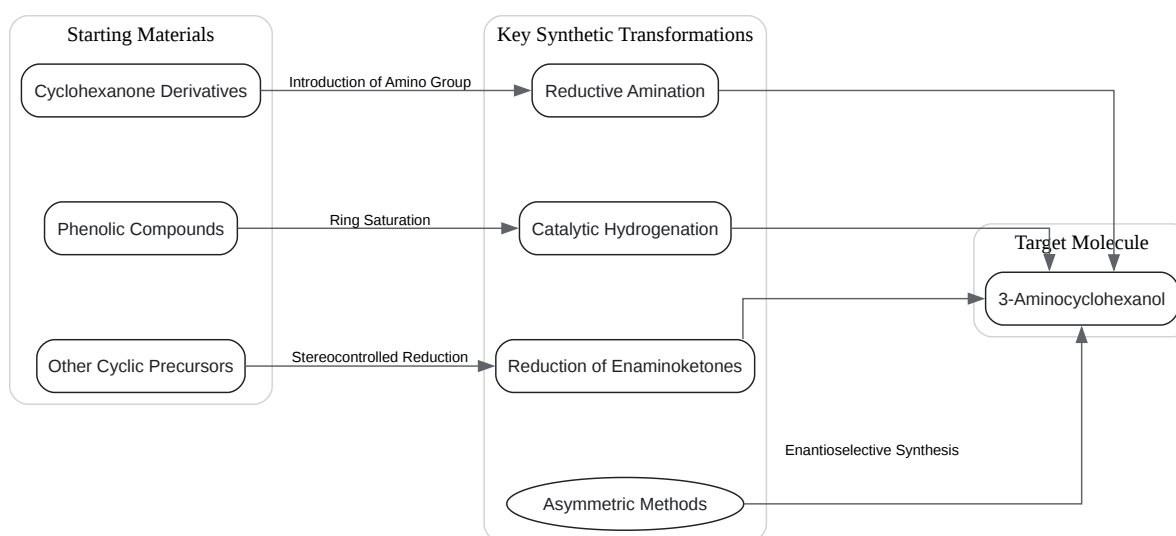 Starting Materials
Key Synthetic Transformations
Cyclohexanone Derivatives
Introduction of Amino Group
Reductive Amination
Phenolic Compounds
Ring Saturation
Catalytic Hydrogenation
Target Molecule
3-Aminocyclohexanol
Other Cyclic Precursors
Stereocontrolled Reduction
Reduction of Enaminoketones
Enantioselective Synthesis
Asymmetric Methods